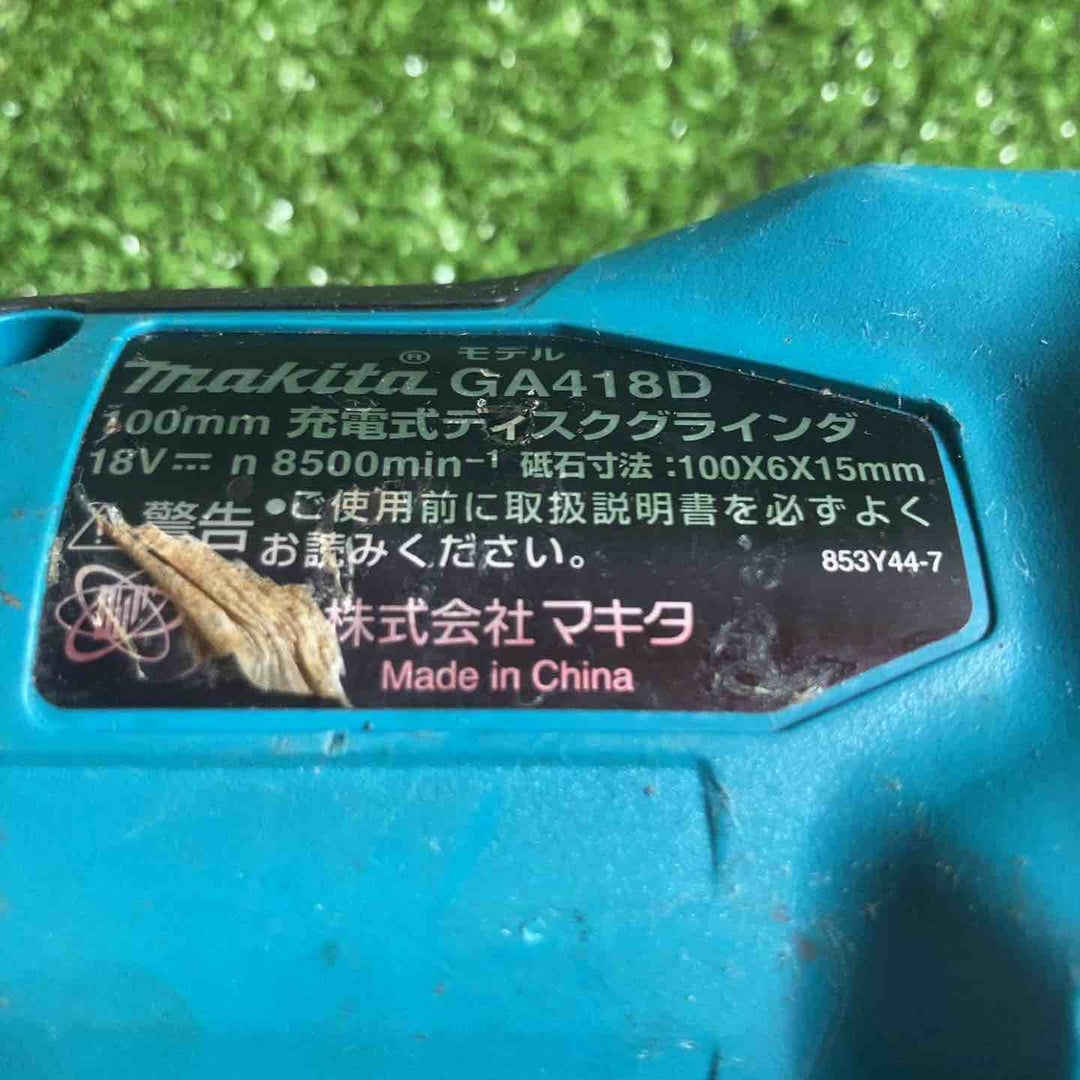 makita® モデル GA418D
100mm 充電式ディスクグラインダ
18V⎓ n 8500min⁻¹ 砥石寸法:100X6X15mm
⚠警告 ●ご使用前に取扱説明書を必ずよく
お読みください。 853Y44-7
株式会社マキタ
Made in China